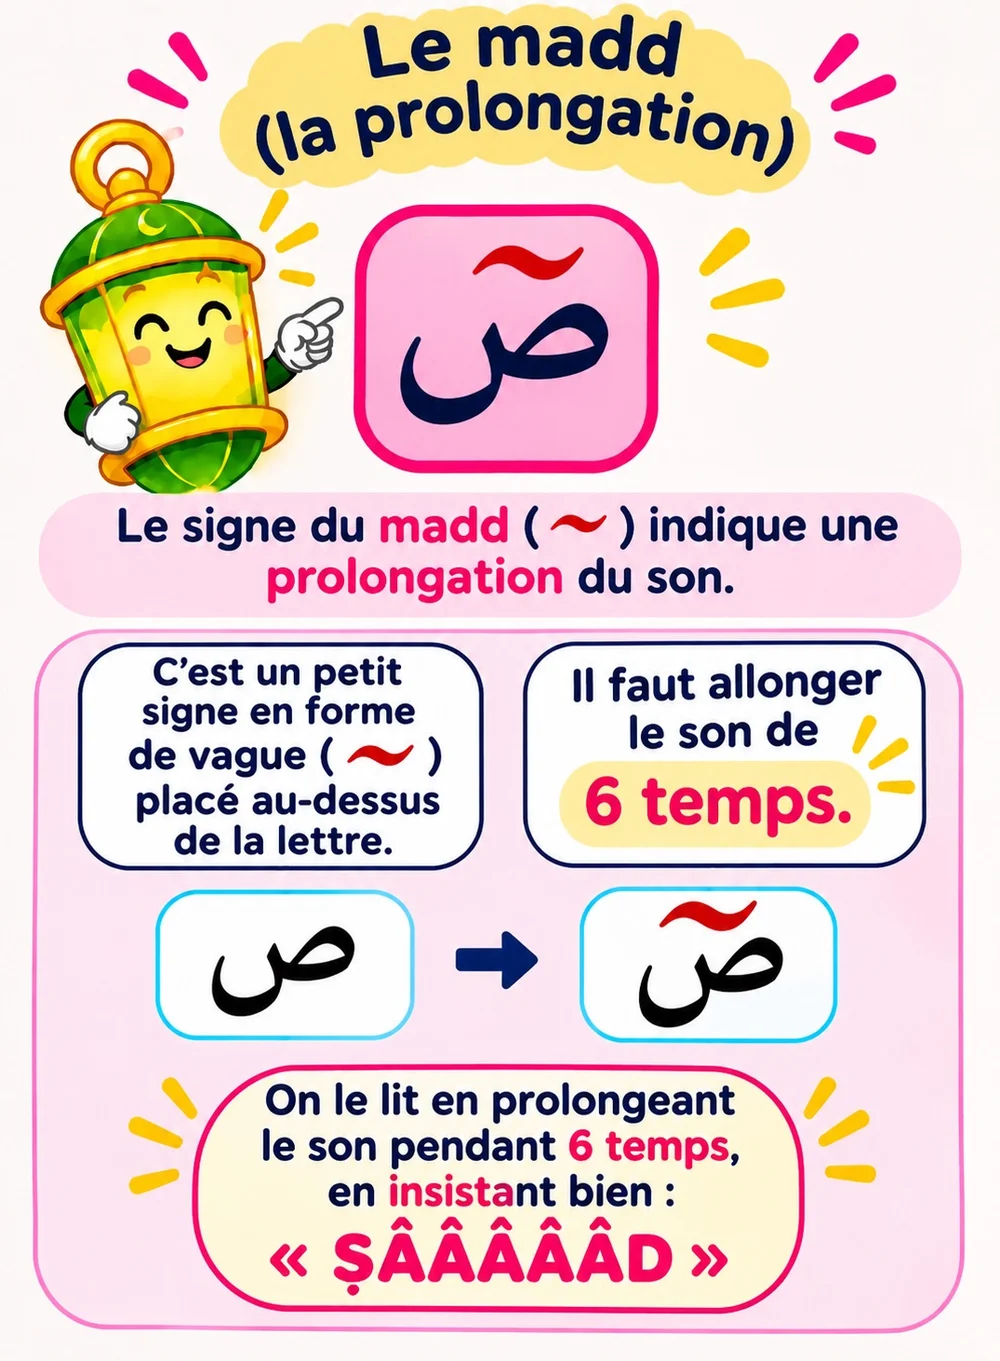 Le madd
(la prolongation)
صٓ
Le signe du madd ( ~ ) indique une
prolongation du son.
C’est un petit
signe en forme
de vague ( ~ )
placé au-dessus
de la lettre.
Il faut allonger
le son de
6 temps.
ص → صٓ
On le lit en prolongeant
le son pendant 6 temps,
en insistant bien :
« ṢÂÂÂÂÂD »